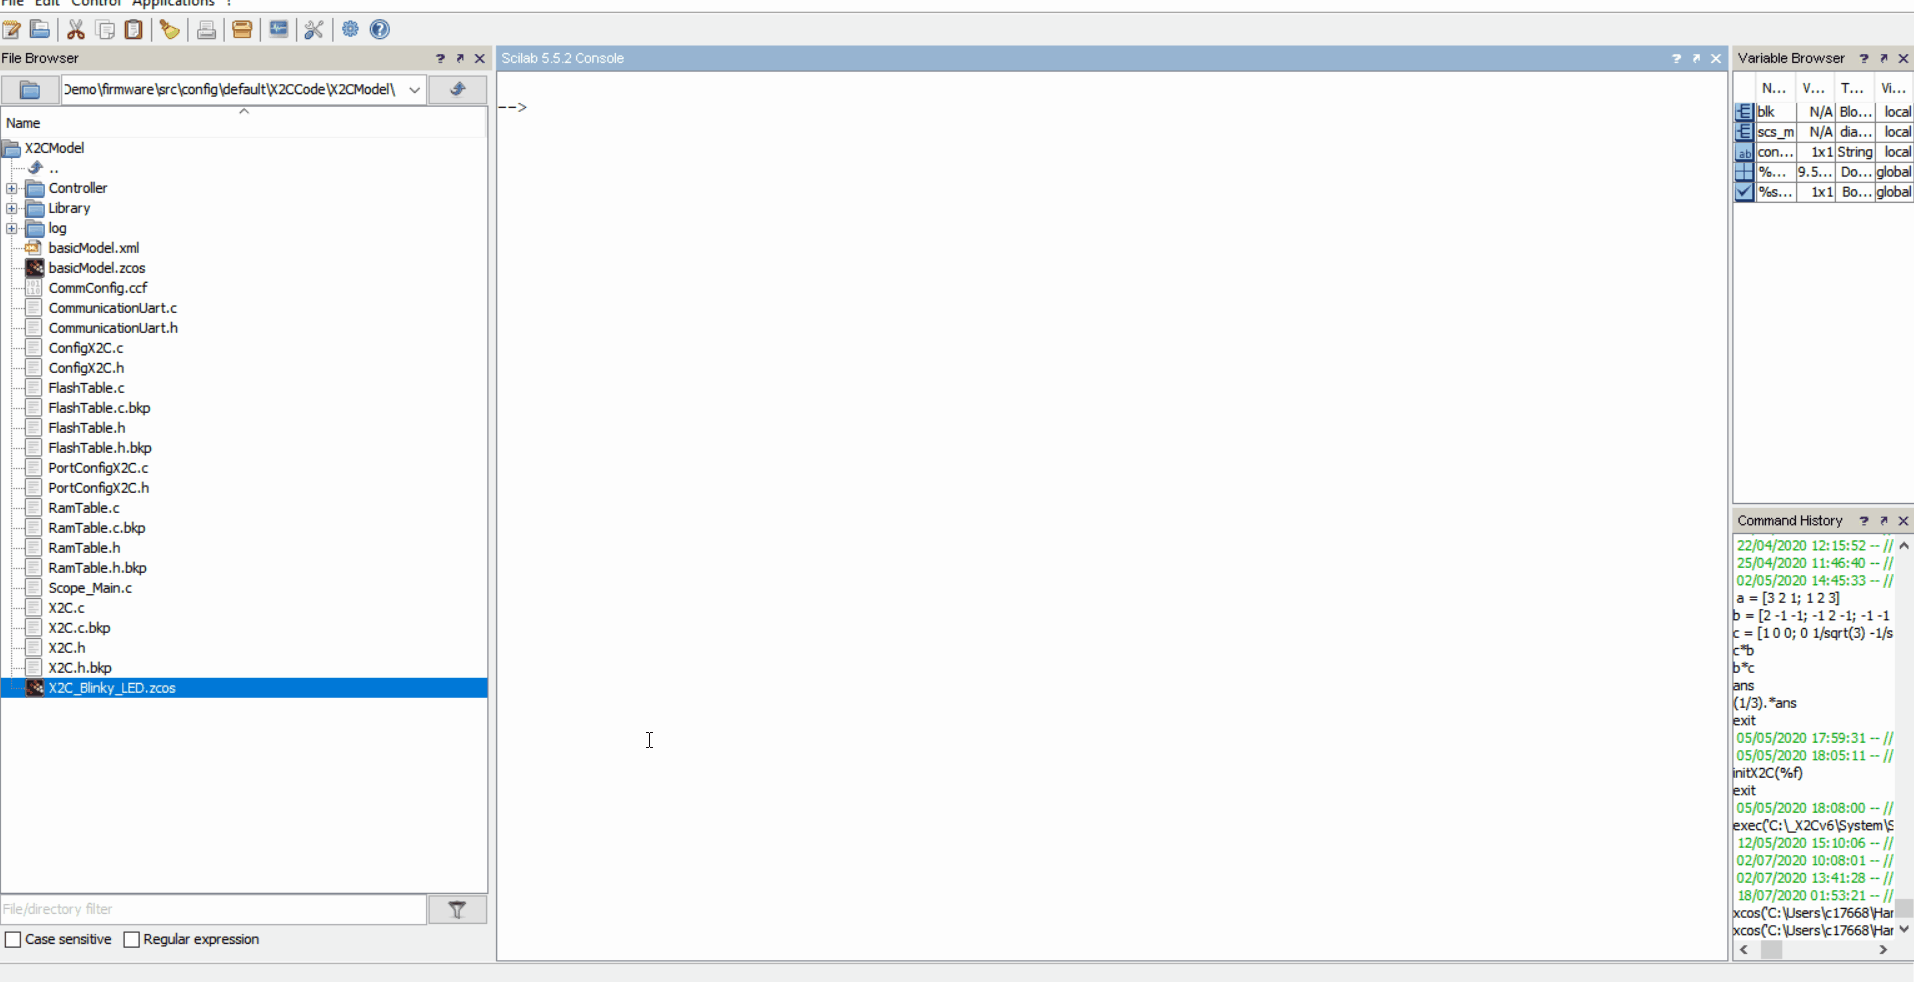 File Edit Control Applications ?
File Browser
Demo\firmware\src\config\default\X2CCode\X2CModel\
Name
X2CModel
..
Controller
Library
log
basicModel.xml
basicModel.zcos
CommConfig.ccf
CommunicationUart.c
CommunicationUart.h
ConfigX2C.c
ConfigX2C.h
FlashTable.c
FlashTable.c.bkp
FlashTable.h
FlashTable.h.bkp
PortConfigX2C.c
PortConfigX2C.h
RamTable.c
RamTable.c.bkp
RamTable.h
RamTable.h.bkp
Scope_Main.c
X2C.c
X2C.c.bkp
X2C.h
X2C.h.bkp
X2C_Blinky_LED.zcos
File/directory filter
Case sensitive Regular expression
Scilab 5.5.2 Console
-->
Variable Browser
N... V... T... Vi...
blk N/A Blo... local
scs_m N/A dia... local
con... 1x1 String local
%... 9.5... Do... global
%s... 1x1 Bo... global
Command History
22/04/2020 12:15:52 -- //
25/04/2020 11:46:40 -- //
02/05/2020 14:45:33 -- //
a = [3 2 1; 1 2 3]
b = [2 -1 -1; -1 2 -1; -1 -1
c = [1 0 0; 0 1/sqrt(3) -1/s
c*b
b*c
ans
(1/3).*ans
exit
05/05/2020 17:59:31 -- //
05/05/2020 18:05:11 -- //
initX2C(%f)
exit
05/05/2020 18:08:00 -- //
exec('C:\_X2Cv6\System\S
12/05/2020 15:10:06 -- //
02/07/2020 10:08:01 -- //
02/07/2020 13:41:28 -- //
18/07/2020 01:53:21 -- //
xcos('C:\Users\c17668\Har
xcos('C:\Users\c17668\Har